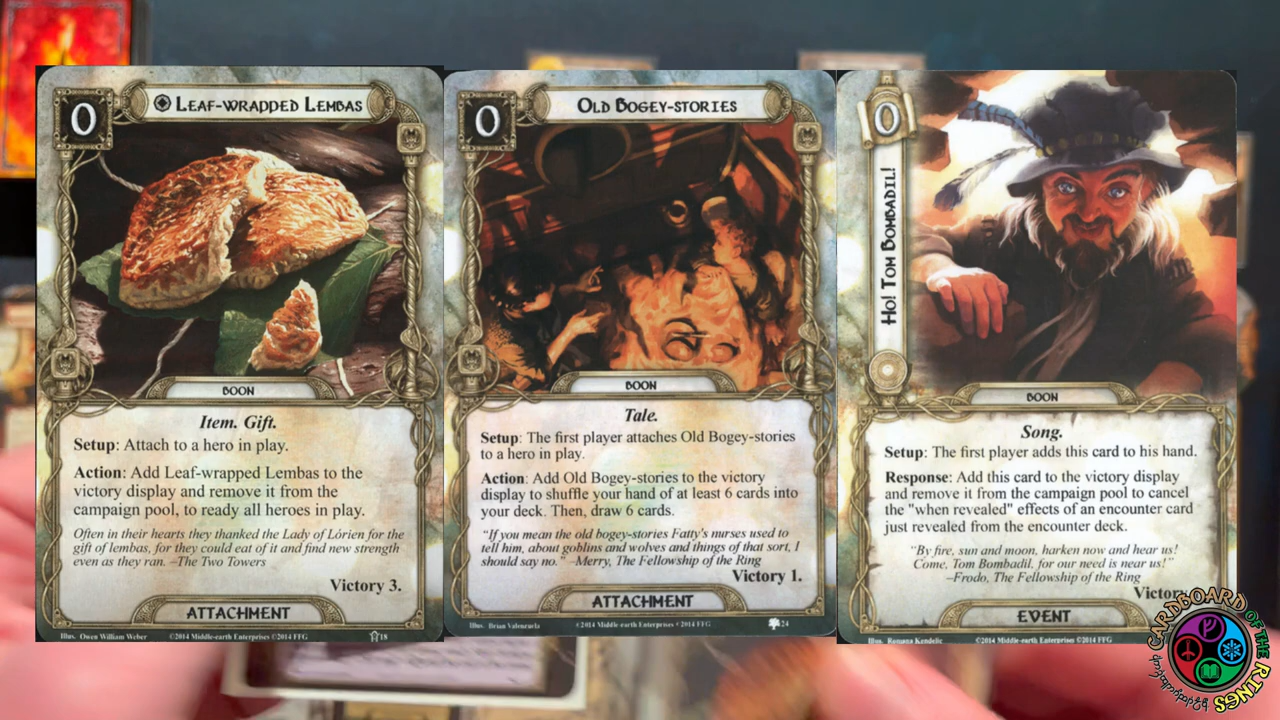 0
LEAF-WRAPPED LEMBAS
BOON
Item. Gift.
Setup: Attach to a hero in play.
Action: Add Leaf-wrapped Lembas to the
victory display and remove it from the
campaign pool, to ready all heroes in play.
Often in their hearts they thanked the Lady of Lórien for the
gift of lembas, for they could eat of it and find new strength
even as they ran. –The Two Towers
Victory 3.
ATTACHMENT
Illus. Owen William Weber ©2014 Middle-earth Enterprises ©2014 FFG 18
0
OLD BOGEY-STORIES
BOON
Tale.
Setup: The first player attaches Old Bogey-stories
to a hero in play.
Action: Add Old Bogey-stories to the victory
display to shuffle your hand of at least 6 cards into
your deck. Then, draw 6 cards.
"If you mean the old bogey-stories Fatty's nurses used to
tell him, about goblins and wolves and things of that sort, I
should say no." –Merry, The Fellowship of the Ring
Victory 1.
ATTACHMENT
Illus. Brian Valenzuela ©2014 Middle-earth Enterprises ©2014 FFG 24
0
HO! TOM BOMBADIL!
BOON
Song.
Setup: The first player adds this card to his hand.
Response: Add this card to the victory display
and remove it from the campaign pool to cancel
the "when revealed" effects of an encounter card
just revealed from the encounter deck.
"By fire, sun and moon, harken now and hear us!
Come, Tom Bombadil, for our need is near us!"
–Frodo, The Fellowship of the Ring
EVENT
Illus. Romana Kendelic ©2014 Middle-earth Enterprises ©2014 FFG
CARDBOARD OF THE RINGS